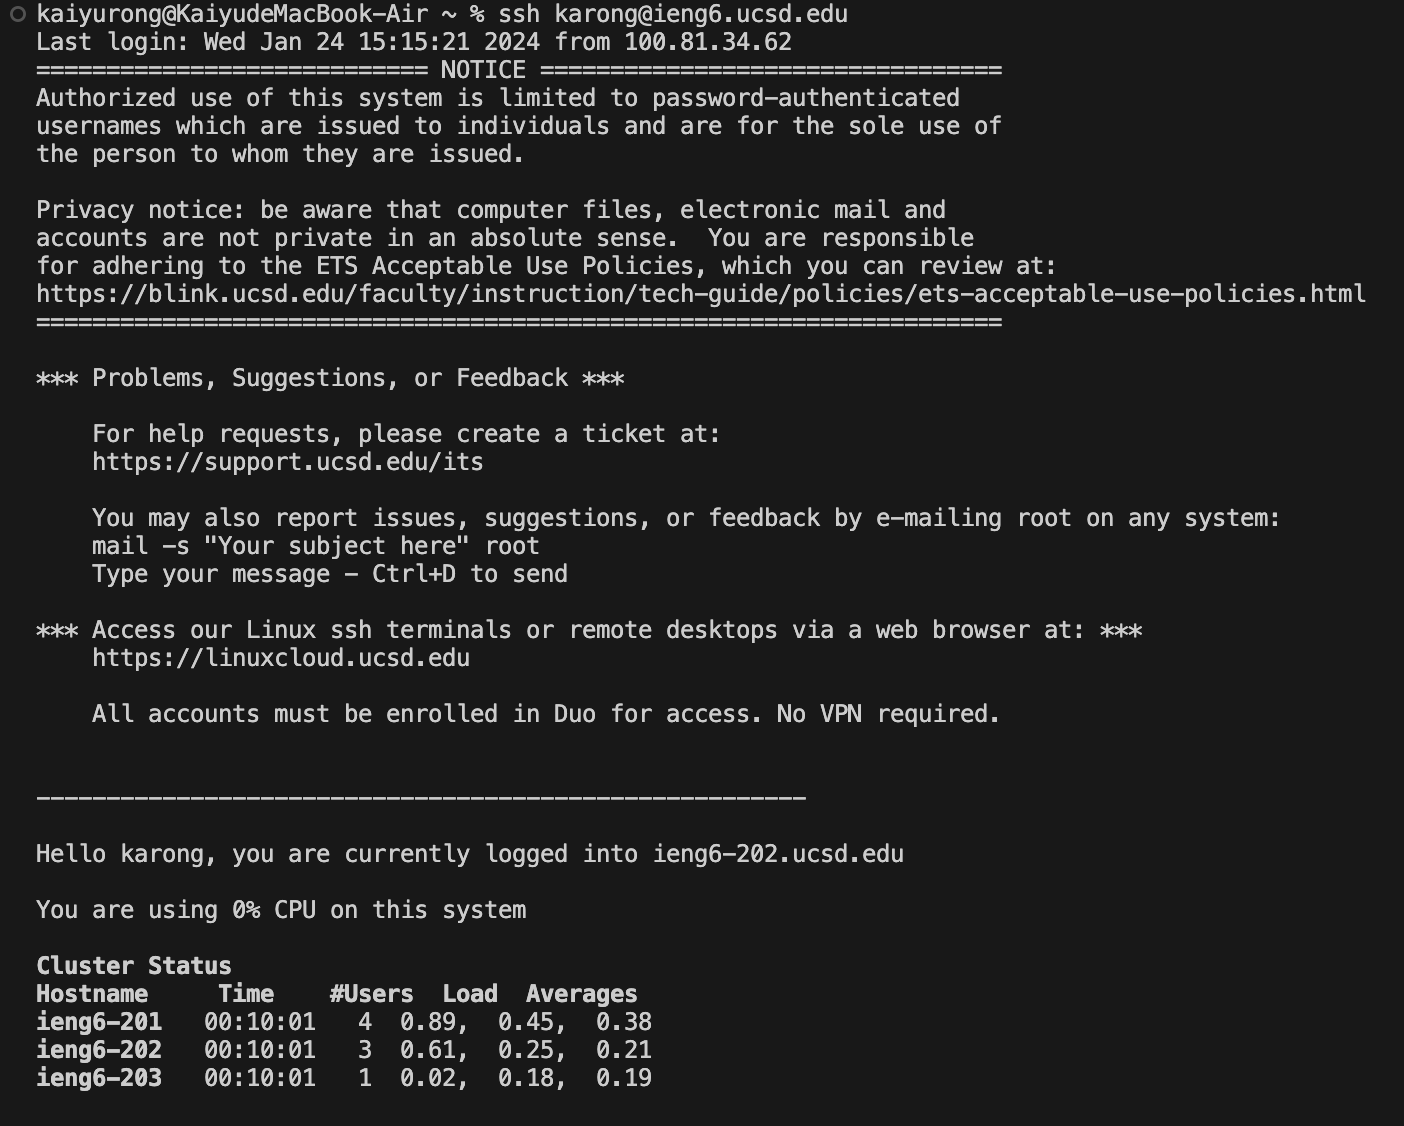 kaiyurong@KaiyudeMacBook-Air ~ % ssh karong@ieng6.ucsd.edu
Last login: Wed Jan 24 15:15:21 2024 from 100.81.34.62
============================ NOTICE =================================
Authorized use of this system is limited to password-authenticated
usernames which are issued to individuals and are for the sole use of
the person to whom they are issued.

Privacy notice: be aware that computer files, electronic mail and
accounts are not private in an absolute sense.  You are responsible
for adhering to the ETS Acceptable Use Policies, which you can review at:
https://blink.ucsd.edu/faculty/instruction/tech-guide/policies/ets-acceptable-use-policies.html
=====================================================================

*** Problems, Suggestions, or Feedback ***

    For help requests, please create a ticket at:
    https://support.ucsd.edu/its

    You may also report issues, suggestions, or feedback by e-mailing root on any system:
    mail -s "Your subject here" root
    Type your message - Ctrl+D to send

*** Access our Linux ssh terminals or remote desktops via a web browser at: ***
    https://linuxcloud.ucsd.edu

    All accounts must be enrolled in Duo for access. No VPN required.


-------------------------------------------------------

Hello karong, you are currently logged into ieng6-202.ucsd.edu

You are using 0% CPU on this system

Cluster Status
Hostname     Time    #Users  Load  Averages
ieng6-201   00:10:01   4  0.89,  0.45,  0.38
ieng6-202   00:10:01   3  0.61,  0.25,  0.21
ieng6-203   00:10:01   1  0.02,  0.18,  0.19